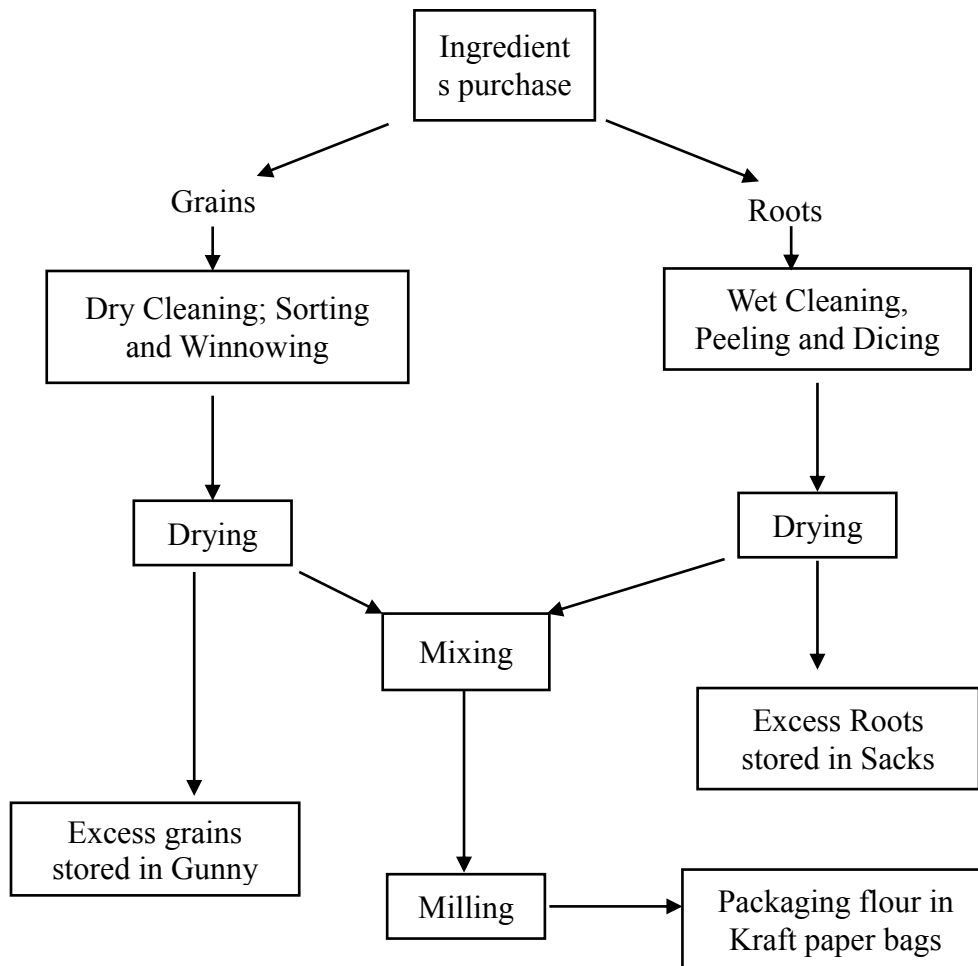 Ingredient
s purchase
Grains
Roots
Dry Cleaning; Sorting
and Winnowing
Wet Cleaning,
Peeling and Dicing
Drying
Drying
Mixing
Excess Roots
stored in Sacks
Excess grains
stored in Gunny
Milling
Packaging flour in
Kraft paper bags